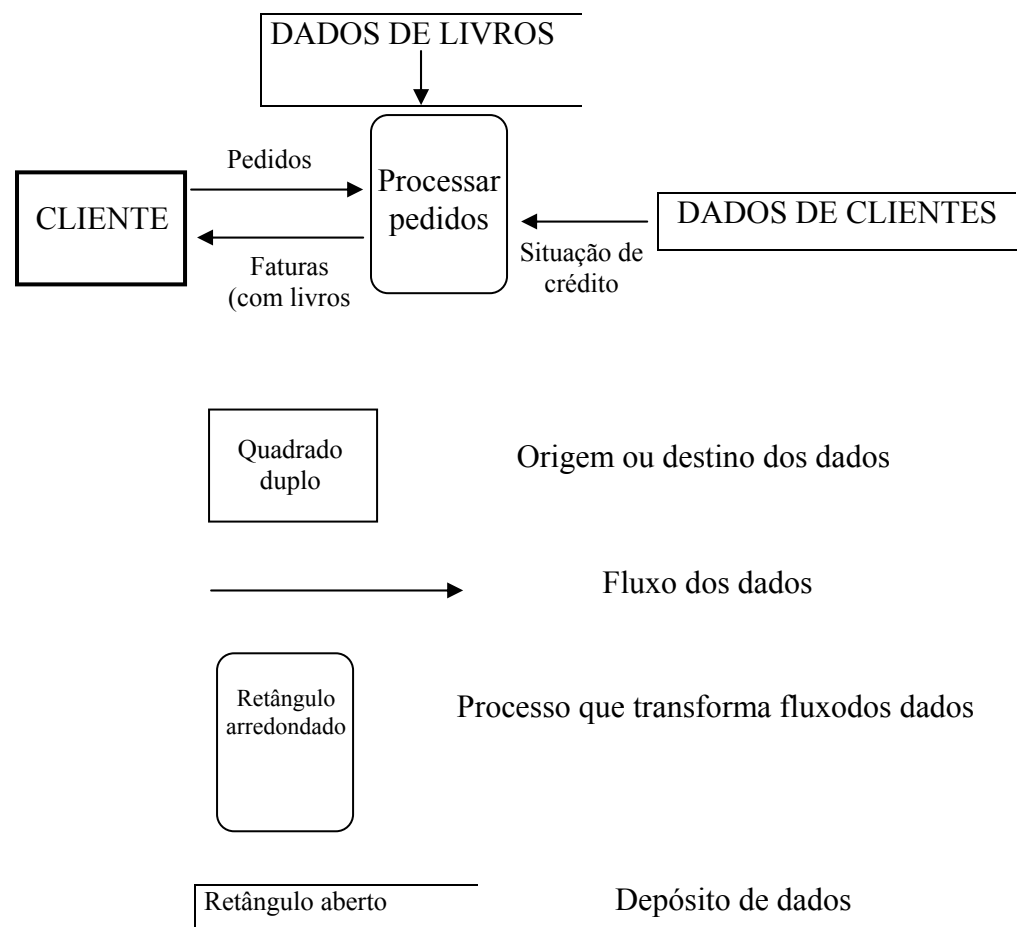 DADOS DE LIVROS
Pedidos
CLIENTE
Processar
pedidos
DADOS DE CLIENTES
Faturas
(com livros
Situação de
crédito
Quadrado
duplo
Origem ou destino dos dados
Fluxo dos dados
Retângulo
arredondado
Processo que transforma fluxodos dados
Retângulo aberto
Depósito de dados